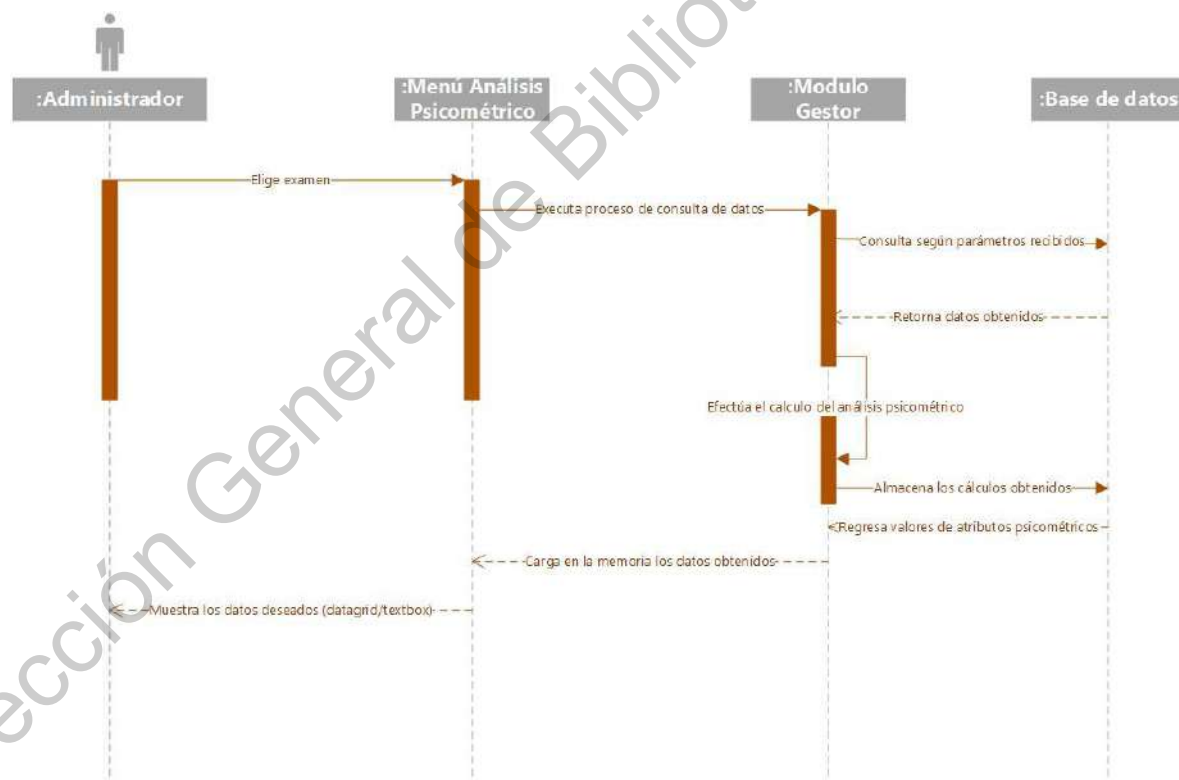 :Administrador
:Menú Análisis
Psicométrico
:Modulo
Gestor
:Base de datos
Elige examen
Executa proceso de consulta de datos
Consulta según parámetros recibidos
Retorna datos obtenidos
Efectúa el calculo del análisis psicométrico
Almacena los cálculos obtenidos
Regresa valores de atributos psicométricos
Carga en la memoria los datos obtenidos
Muestra los datos deseados (datagrid/textbox)
ección General de Bibliot